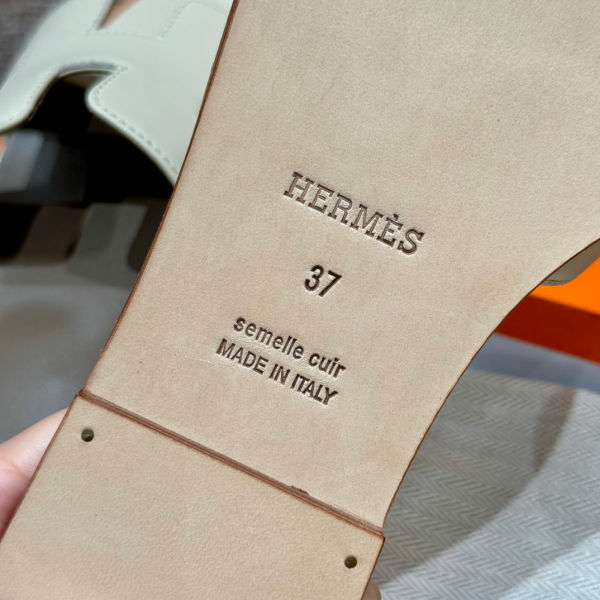 HERMÈS
37
semelle cuir
MADE IN ITALY